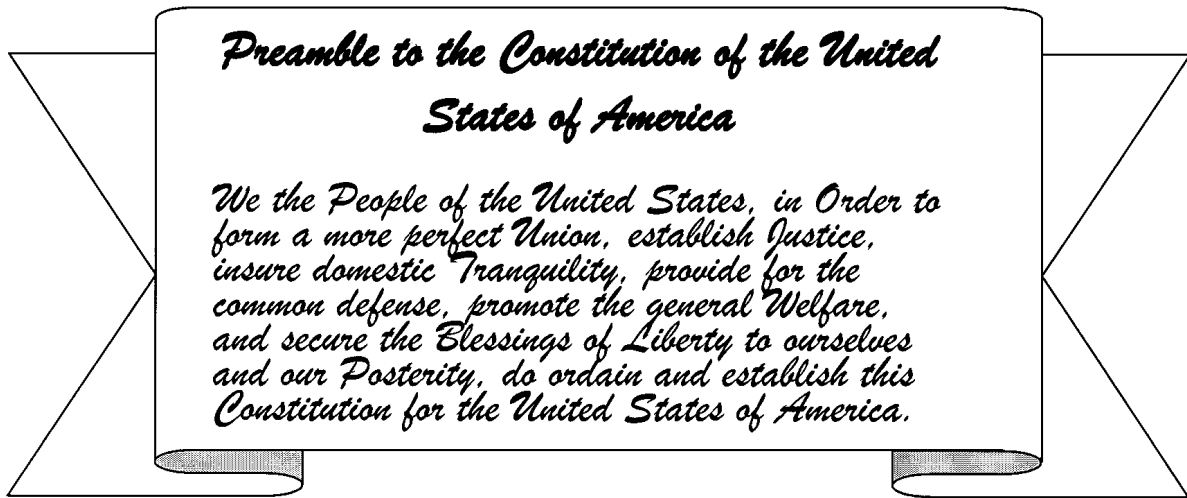 Preamble to the Constitution of the United
States of America
We the People of the United States, in Order to
form a more perfect Union, establish Justice,
insure domestic Tranquility, provide for the
common defense, promote the general Welfare,
and secure the Blessings of Liberty to ourselves
and our Posterity, do ordain and establish this
Constitution for the United States of America.